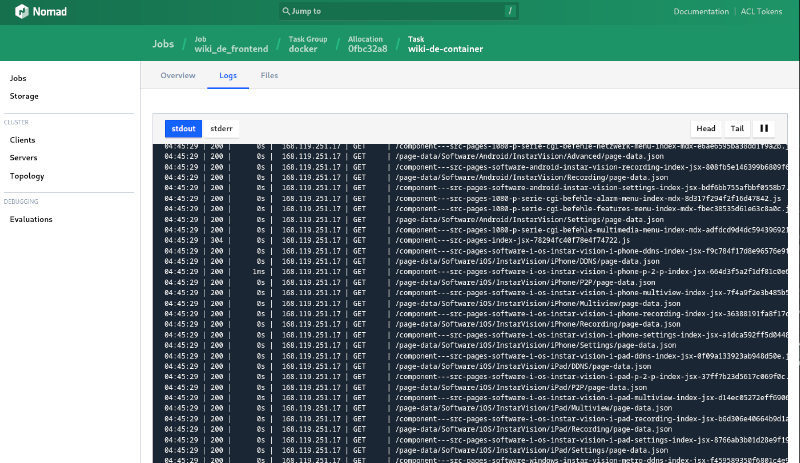 Nomad
Jump to
/
Documentation
ACL Tokens
Jobs / Job wiki_de_frontend / Task Group docker / Allocation 0fbc32a8 / Task wiki-de-container
Jobs
Storage
CLUSTER
Clients
Servers
Topology
DEBUGGING
Evaluations
Overview Logs Files
stdout stderr
Head Tail
04:45:29 | 200 | 0s | 168.119.251.17 | GET | /component---src-pages-1080-p-serie-cgi-befehle-netzwerk-menu-index-mdx-
04:45:29 | 200 | 0s | 168.119.251.17 | GET | /page-data/Software/Android/InstarVision/Advanced/page-data.json
04:45:29 | 200 | 0s | 168.119.251.17 | GET | /component---src-pages-software-android-instar-vision-recording-index-jsx-
04:45:29 | 200 | 0s | 168.119.251.17 | GET | /page-data/Software/Android/InstarVision/Recording/page-data.json
04:45:29 | 200 | 0s | 168.119.251.17 | GET | /component---src-pages-software-android-instar-vision-settings-index-jsx-bdf6bb755afbbf0558b7.
04:45:29 | 200 | 0s | 168.119.251.17 | GET | /component---src-pages-1080-p-serie-cgi-befehle-alarm-menu-index-mdx-8d317f294f2f16d47842.js
04:45:29 | 200 | 0s | 168.119.251.17 | GET | /component---src-pages-1080-p-serie-cgi-befehle-features-menu-index-mdx-fbec38535d61e63c8a0c.j
04:45:29 | 200 | 0s | 168.119.251.17 | GET | /page-data/Software/Android/InstarVision/Settings/page-data.json
04:45:29 | 200 | 0s | 168.119.251.17 | GET | /component---src-pages-1080-p-serie-cgi-befehle-multimedia-menu-index-mdx-adfdcd9d4dc594396921
04:45:29 | 304 | 0s | 168.119.251.17 | GET | /component---src-pages-index-jsx-78294fc40f78e4f74722.js
04:45:29 | 200 | 0s | 168.119.251.17 | GET | /component---src-pages-software-i-os-instar-vision-i-phone-ddns-index-jsx-f9c784f17d8e96576e9f
04:45:29 | 200 | 0s | 168.119.251.17 | GET | /page-data/Software/iOS/InstarVision/iPhone/DDNS/page-data.json
04:45:29 | 200 | 1ms | 168.119.251.17 | GET | /component---src-pages-software-i-os-instar-vision-i-phone-p-2-p-index-jsx-664d3f5a2f1df81c0e6
04:45:29 | 200 | 0s | 168.119.251.17 | GET | /page-data/Software/iOS/InstarVision/iPhone/P2P/page-data.json
04:45:29 | 200 | 0s | 168.119.251.17 | GET | /component---src-pages-software-i-os-instar-vision-i-phone-multiview-index-jsx-7f4a9f2e3b485b5
04:45:29 | 200 | 0s | 168.119.251.17 | GET | /page-data/Software/iOS/InstarVision/iPhone/Multiview/page-data.json
04:45:29 | 200 | 0s | 168.119.251.17 | GET | /component---src-pages-software-i-os-instar-vision-i-phone-recording-index-jsx-36388191fa8f17c
04:45:29 | 200 | 0s | 168.119.251.17 | GET | /page-data/Software/iOS/InstarVision/iPhone/Recording/page-data.json
04:45:29 | 200 | 0s | 168.119.251.17 | GET | /component---src-pages-software-i-os-instar-vision-i-phone-settings-index-jsx-a1dca592ff5d0448
04:45:29 | 200 | 0s | 168.119.251.17 | GET | /page-data/Software/iOS/InstarVision/iPhone/Settings/page-data.json
04:45:29 | 200 | 0s | 168.119.251.17 | GET | /component---src-pages-software-i-os-instar-vision-i-pad-ddns-index-jsx-0f09a133923ab948d50e.j
04:45:29 | 200 | 0s | 168.119.251.17 | GET | /page-data/Software/iOS/InstarVision/iPad/DDNS/page-data.json
04:45:29 | 200 | 0s | 168.119.251.17 | GET | /component---src-pages-software-i-os-instar-vision-i-pad-p-2-p-index-jsx-37ff7b23d5617c069f0c.
04:45:29 | 200 | 0s | 168.119.251.17 | GET | /page-data/Software/iOS/InstarVision/iPad/P2P/page-data.json
04:45:29 | 200 | 0s | 168.119.251.17 | GET | /component---src-pages-software-i-os-instar-vision-i-pad-multiview-index-jsx-d14ec05272eff6906
04:45:29 | 200 | 0s | 168.119.251.17 | GET | /page-data/Software/iOS/InstarVision/iPad/Multiview/page-data.json
04:45:29 | 200 | 0s | 168.119.251.17 | GET | /component---src-pages-software-i-os-instar-vision-i-pad-recording-index-jsx-b6d306e40664b9d1a
04:45:29 | 200 | 0s | 168.119.251.17 | GET | /page-data/Software/iOS/InstarVision/iPad/Recording/page-data.json
04:45:29 | 200 | 0s | 168.119.251.17 | GET | /component---src-pages-software-i-os-instar-vision-i-pad-settings-index-jsx-8766ab3b01d28e9f19
04:45:29 | 200 | 0s | 168.119.251.17 | GET | /page-data/Software/iOS/InstarVision/iPad/Settings/page-data.json
04:45:29 | 200 | 0s | 168.119.251.17 | GET | /component---src-pages-software-windows-instar-vision-metro-ddns-index-jsx-f459589350f6801c4e9